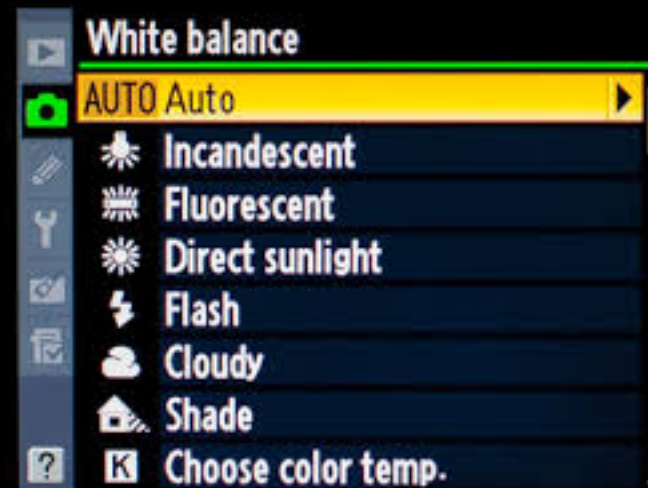 White balance
AUTO Auto
Incandescent
Fluorescent
Direct sunlight
Flash
Cloudy
Shade
K Choose color temp.
?